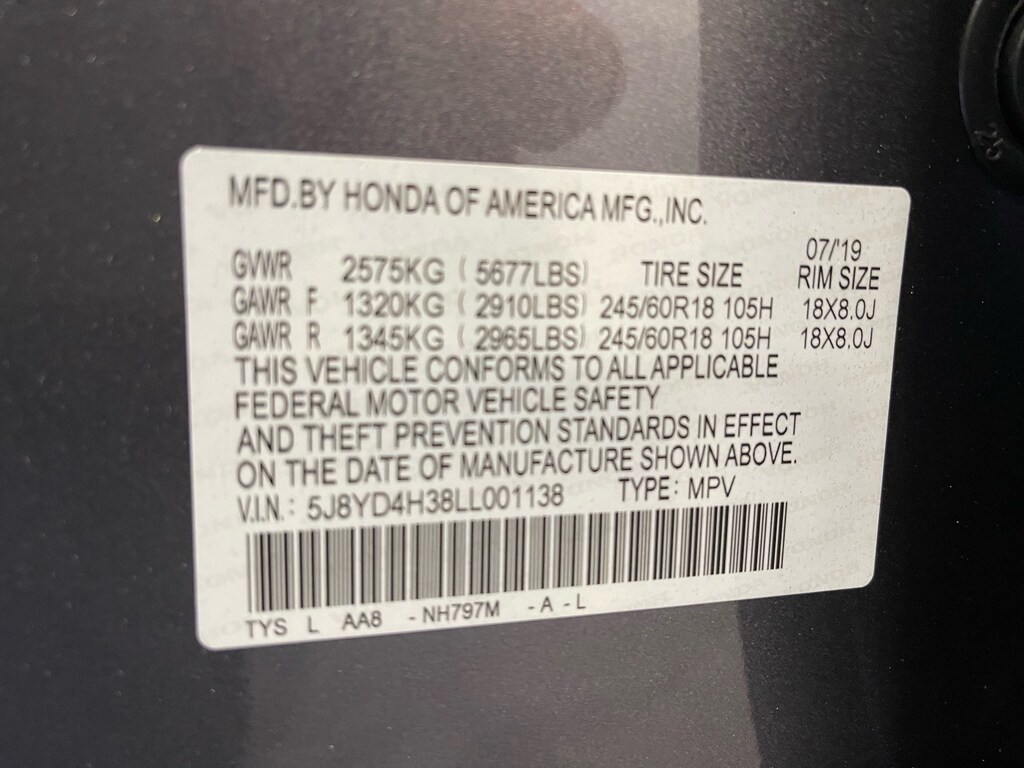 MFD.BY HONDA OF AMERICA MFG.,INC.
07/'19
GVWR 2575KG ( 5677LBS) TIRE SIZE RIM SIZE
GAWR F 1320KG ( 2910LBS) 245/60R18 105H 18X8.0J
GAWR R 1345KG ( 2965LBS) 245/60R18 105H 18X8.0J
THIS VEHICLE CONFORMS TO ALL APPLICABLE
FEDERAL MOTOR VEHICLE SAFETY
AND THEFT PREVENTION STANDARDS IN EFFECT
ON THE DATE OF MANUFACTURE SHOWN ABOVE.
V.I.N.: 5J8YD4H38LL001138 TYPE: MPV
TYS L AA8 - NH797M - A - L
25